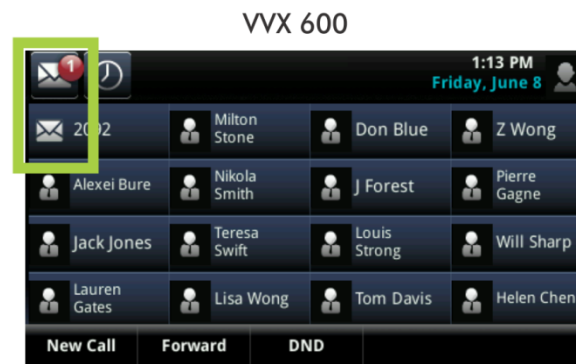 VVX 600
1
1:13 PM
Friday, June 8
Milton
Stone
Don Blue
Z Wong
Alexei Bure
Nikola
Smith
J Forest
Pierre
Gagne
Jack Jones
Teresa
Swift
Louis
Strong
Will Sharp
Lauren
Gates
Lisa Wong
Tom Davis
Helen Chen
New Call
Forward
DND